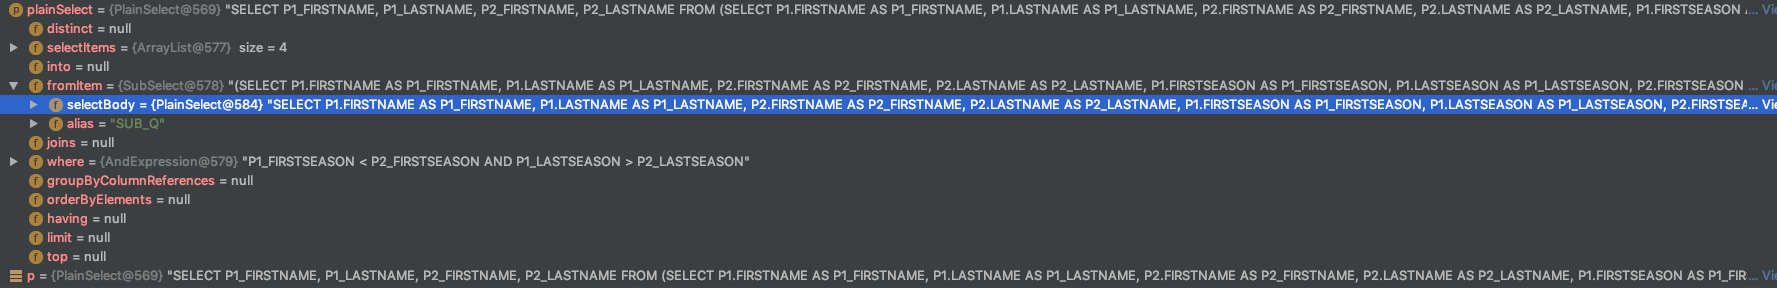 plainSelect = {PlainSelect@569} "SELECT P1_FIRSTNAME, P1_LASTNAME, P2_FIRSTNAME, P2_LASTNAME FROM (SELECT P1.FIRSTNAME AS P1_FIRSTNAME, P1.LASTNAME AS P1_LASTNAME, P2.FIRSTNAME AS P2_FIRSTNAME, P2.LASTNAME AS P2_LASTNAME, P1.FIRSTSEASON ... Vie
f distinct = null
f selectItems = {ArrayList@577} size = 4
f into = null
f fromItem = {SubSelect@578} "(SELECT P1.FIRSTNAME AS P1_FIRSTNAME, P1.LASTNAME AS P1_LASTNAME, P2.FIRSTNAME AS P2_FIRSTNAME, P2.LASTNAME AS P2_LASTNAME, P1.FIRSTSEASON AS P1_FIRSTSEASON, P1.LASTSEASON AS P1_LASTSEASON, P2.FIRSTSEASON ... Vie
f selectBody = {PlainSelect@584} "SELECT P1.FIRSTNAME AS P1_FIRSTNAME, P1.LASTNAME AS P1_LASTNAME, P2.FIRSTNAME AS P2_FIRSTNAME, P2.LASTNAME AS P2_LASTNAME, P1.FIRSTSEASON AS P1_FIRSTSEASON, P1.LASTSEASON AS P1_LASTSEASON, P2.FIRSTSEA... Vie
f alias = "SUB_Q"
f joins = null
f where = {AndExpression@579} "P1_FIRSTSEASON < P2_FIRSTSEASON AND P1_LASTSEASON > P2_LASTSEASON"
f groupByColumnReferences = null
f orderByElements = null
f having = null
f limit = null
f top = null
p = {PlainSelect@569} "SELECT P1_FIRSTNAME, P1_LASTNAME, P2_FIRSTNAME, P2_LASTNAME FROM (SELECT P1.FIRSTNAME AS P1_FIRSTNAME, P1.LASTNAME AS P1_LASTNAME, P2.FIRSTNAME AS P2_FIRSTNAME, P2.LASTNAME AS P2_LASTNAME, P1.FIRSTSEASON AS P1_FIR... Vie